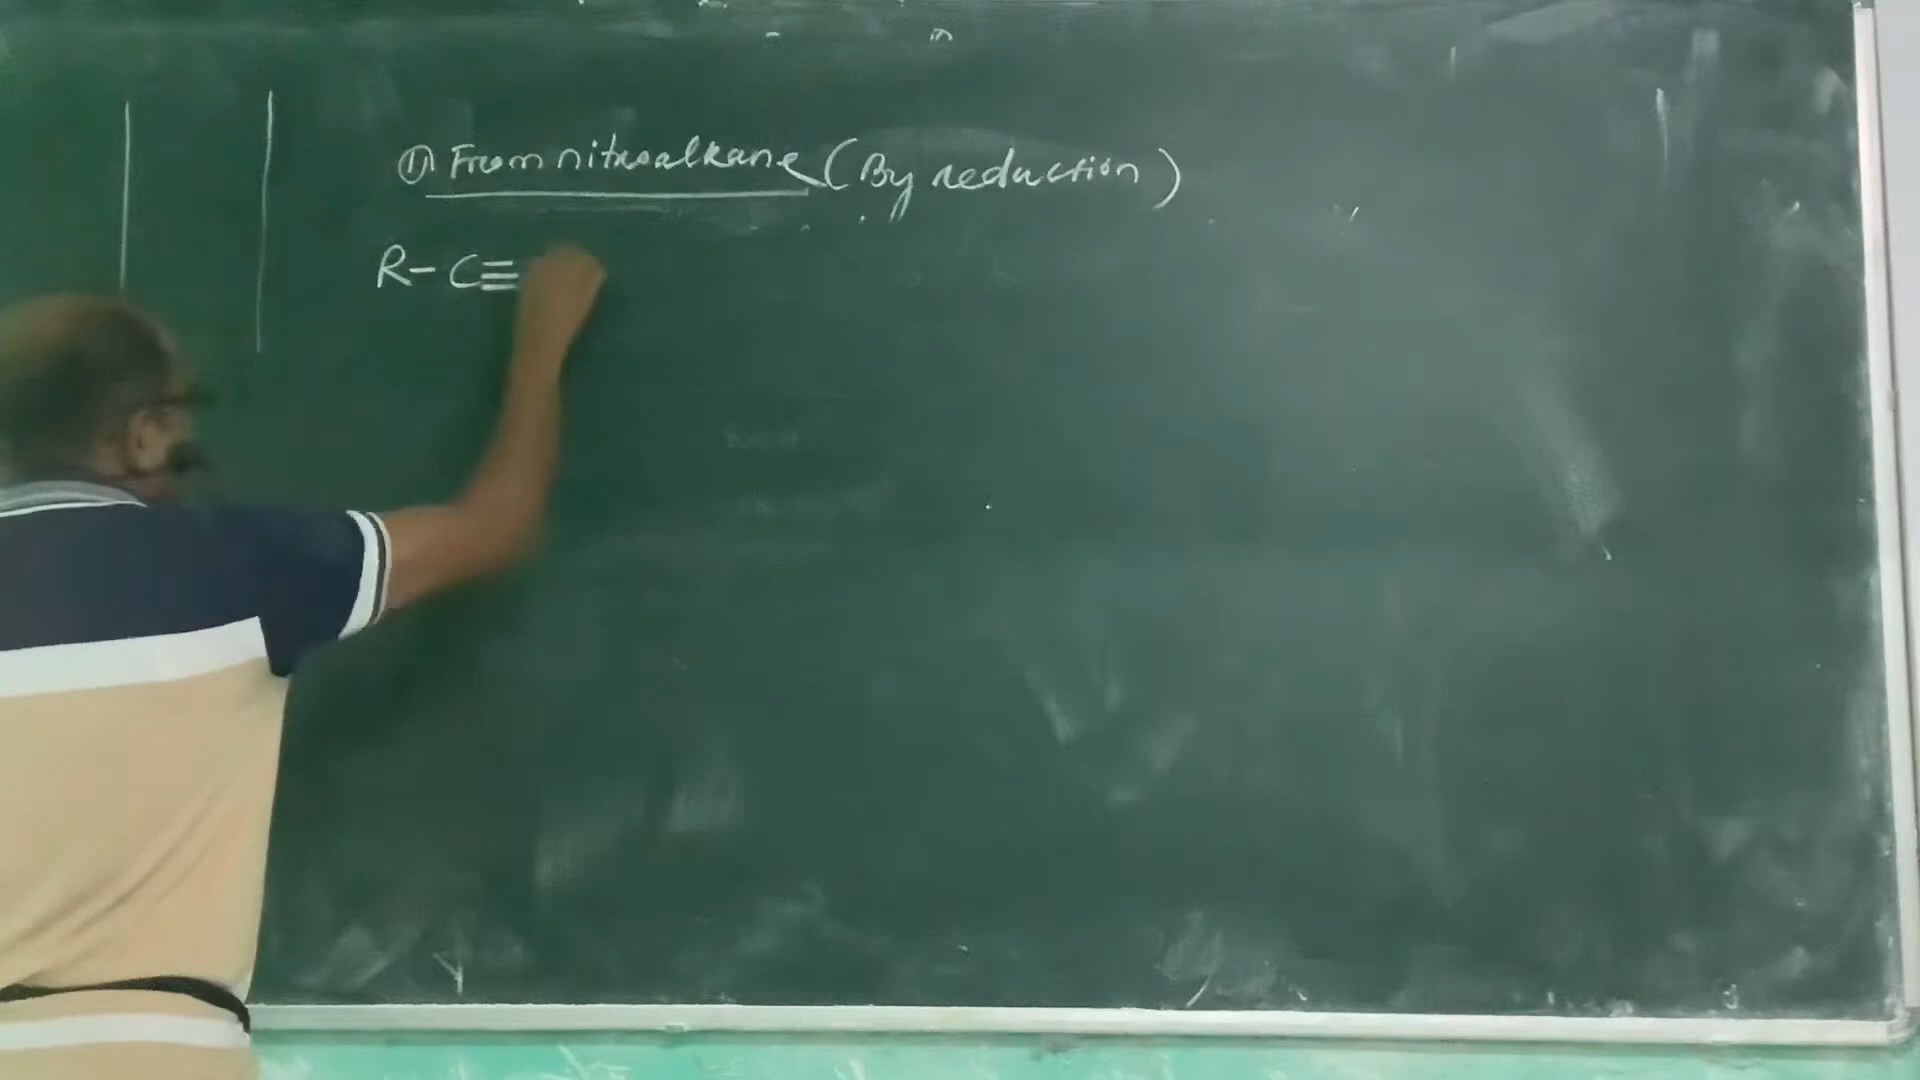 ① From nitroalkane (By reduction)
R - C ≡